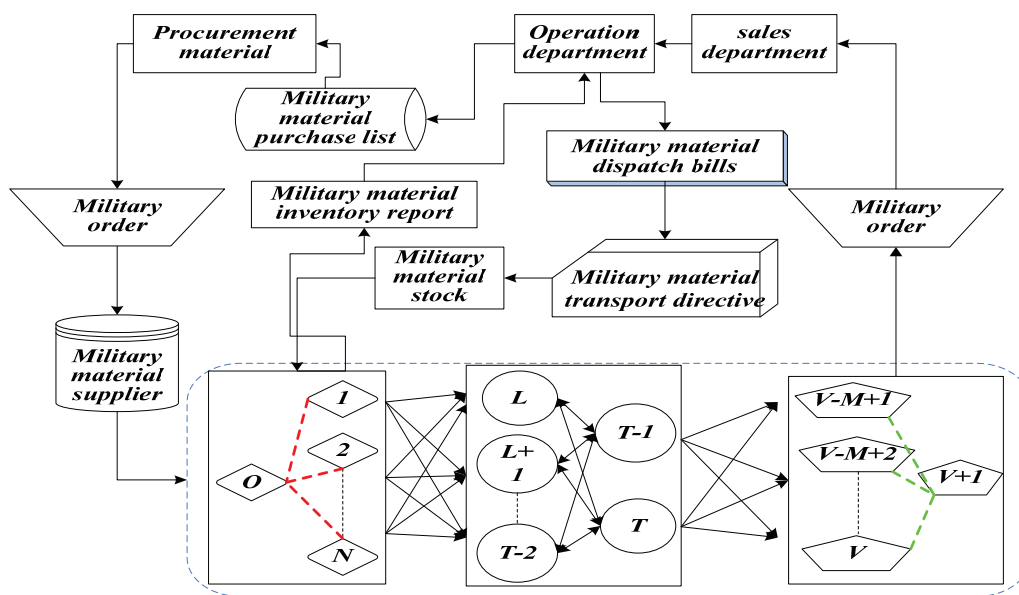 Procurement
material
Operation
department
sales
department
Military
material
purchase list
Military material
dispatch bills
Military material
inventory report
Military
order
Military
order
Military
material
stock
Military material
transport directive
Military
material
supplier
O
1
2
N
L
L+
1
T-2
T-1
T
V-M+1
V-M+2
V
V+1